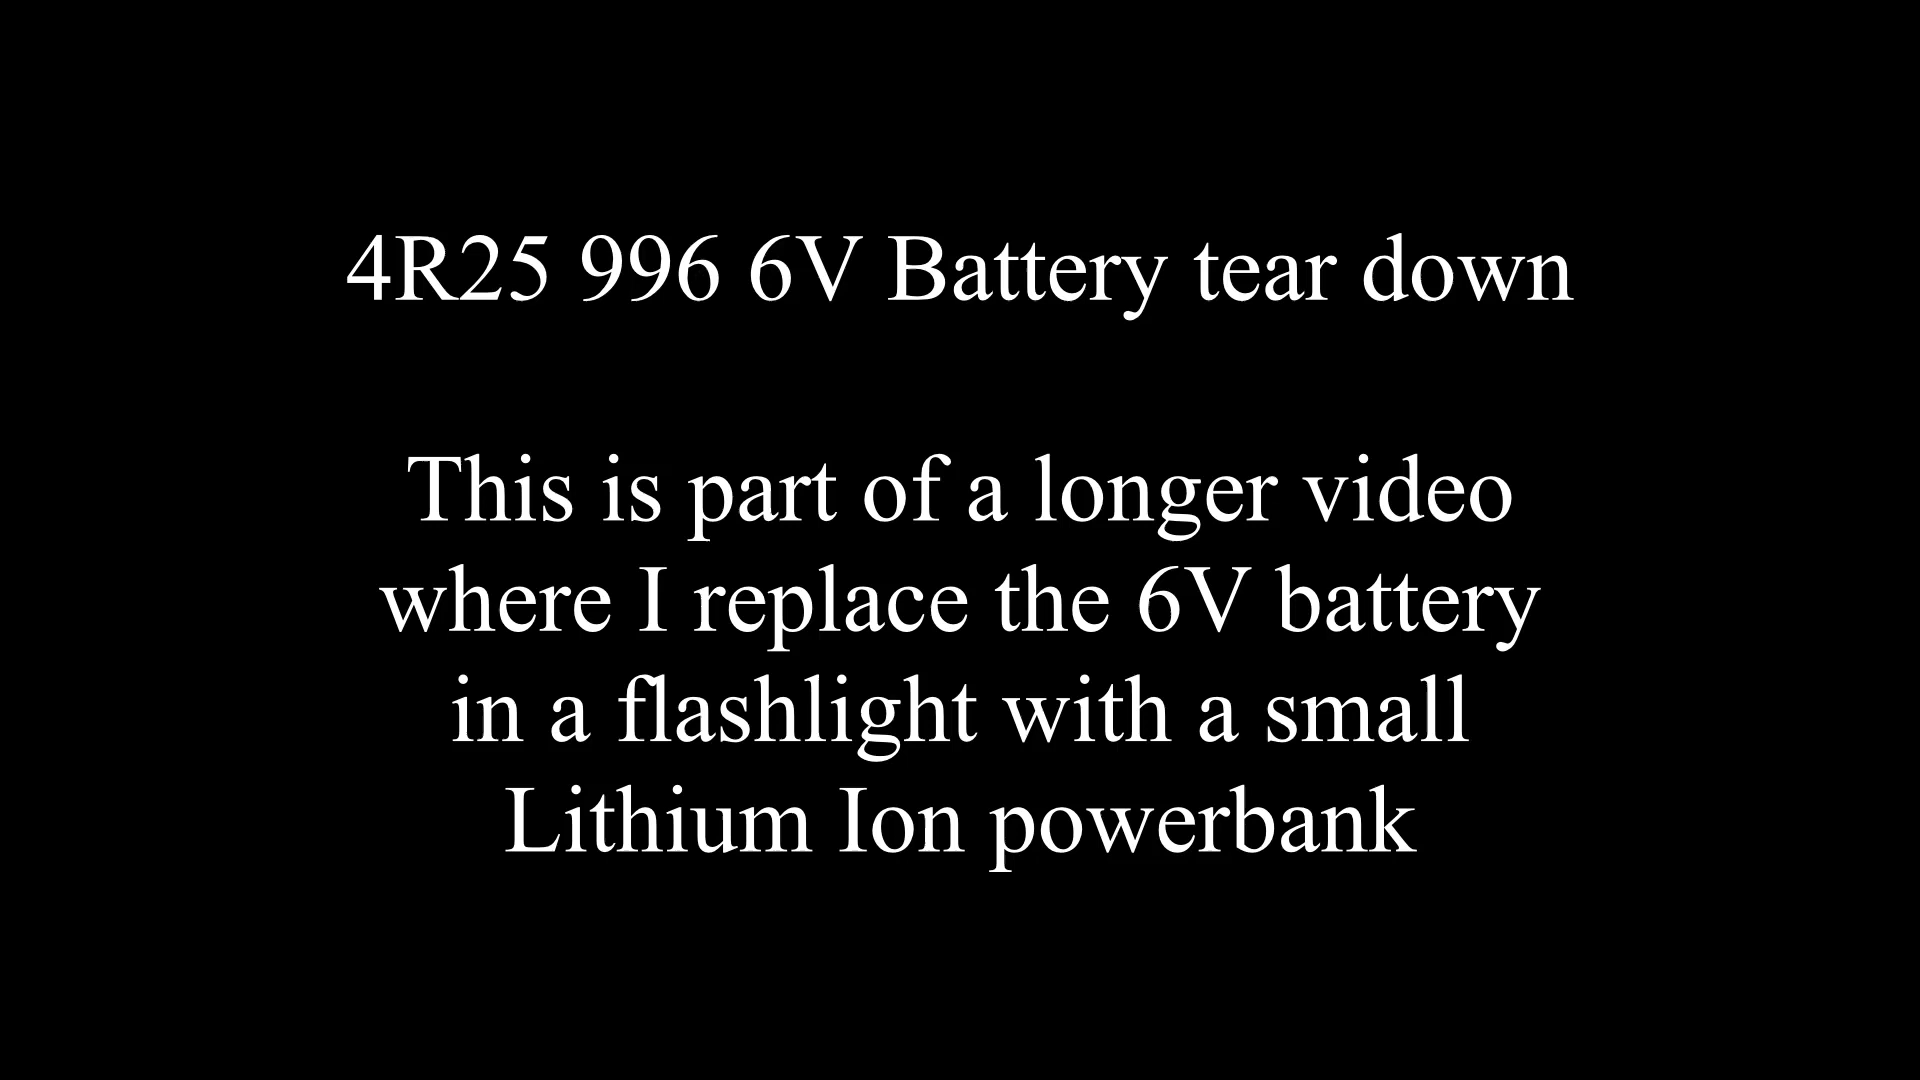 4R25 996 6V Battery tear down
This is part of a longer video
where I replace the 6V battery
in a flashlight with a small
Lithium Ion powerbank